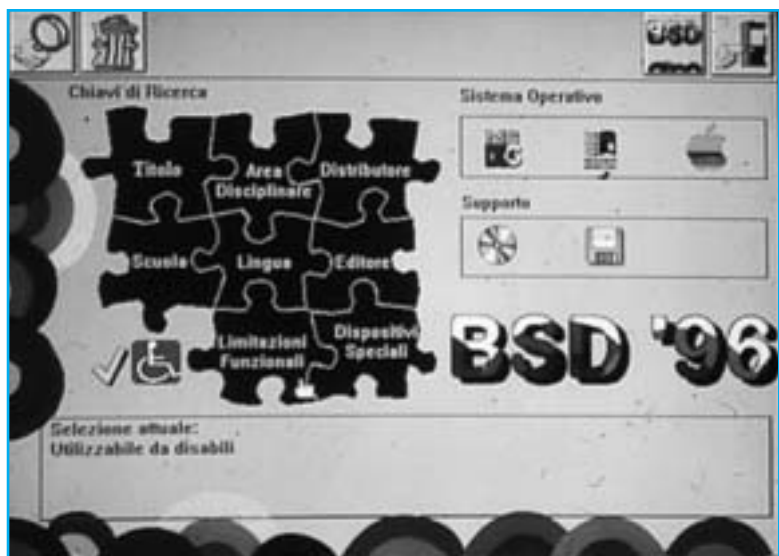 BSD
Chiavi di Ricerca
Sistema Operativo
Titolo
Area
Disciplinare
Distributore
Supporto
Scuola
Lingua
Editore
Limitazioni
Funzionali
Dispositivi
Speciali
BSD '96
Selezione attuale:
Utilizzabile da disabili